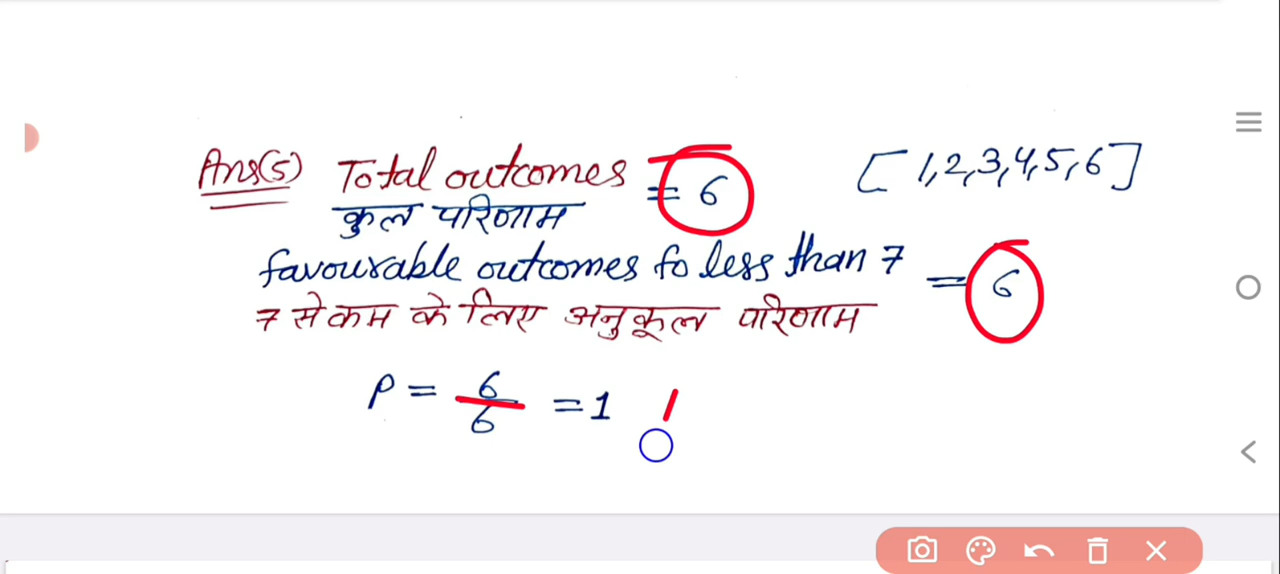 Ans(5) Total outcomes = 6 [1,2,3,4,5,6]
कुल परिणाम
favourable outcomes fo less than 7 = 6
7 से कम के लिए अनुकूल परिणाम
P = 6/6 = 1